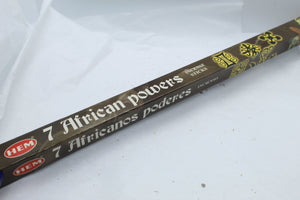 HEM 7 African powers incense sticks
HEM 7 Africanos poderes